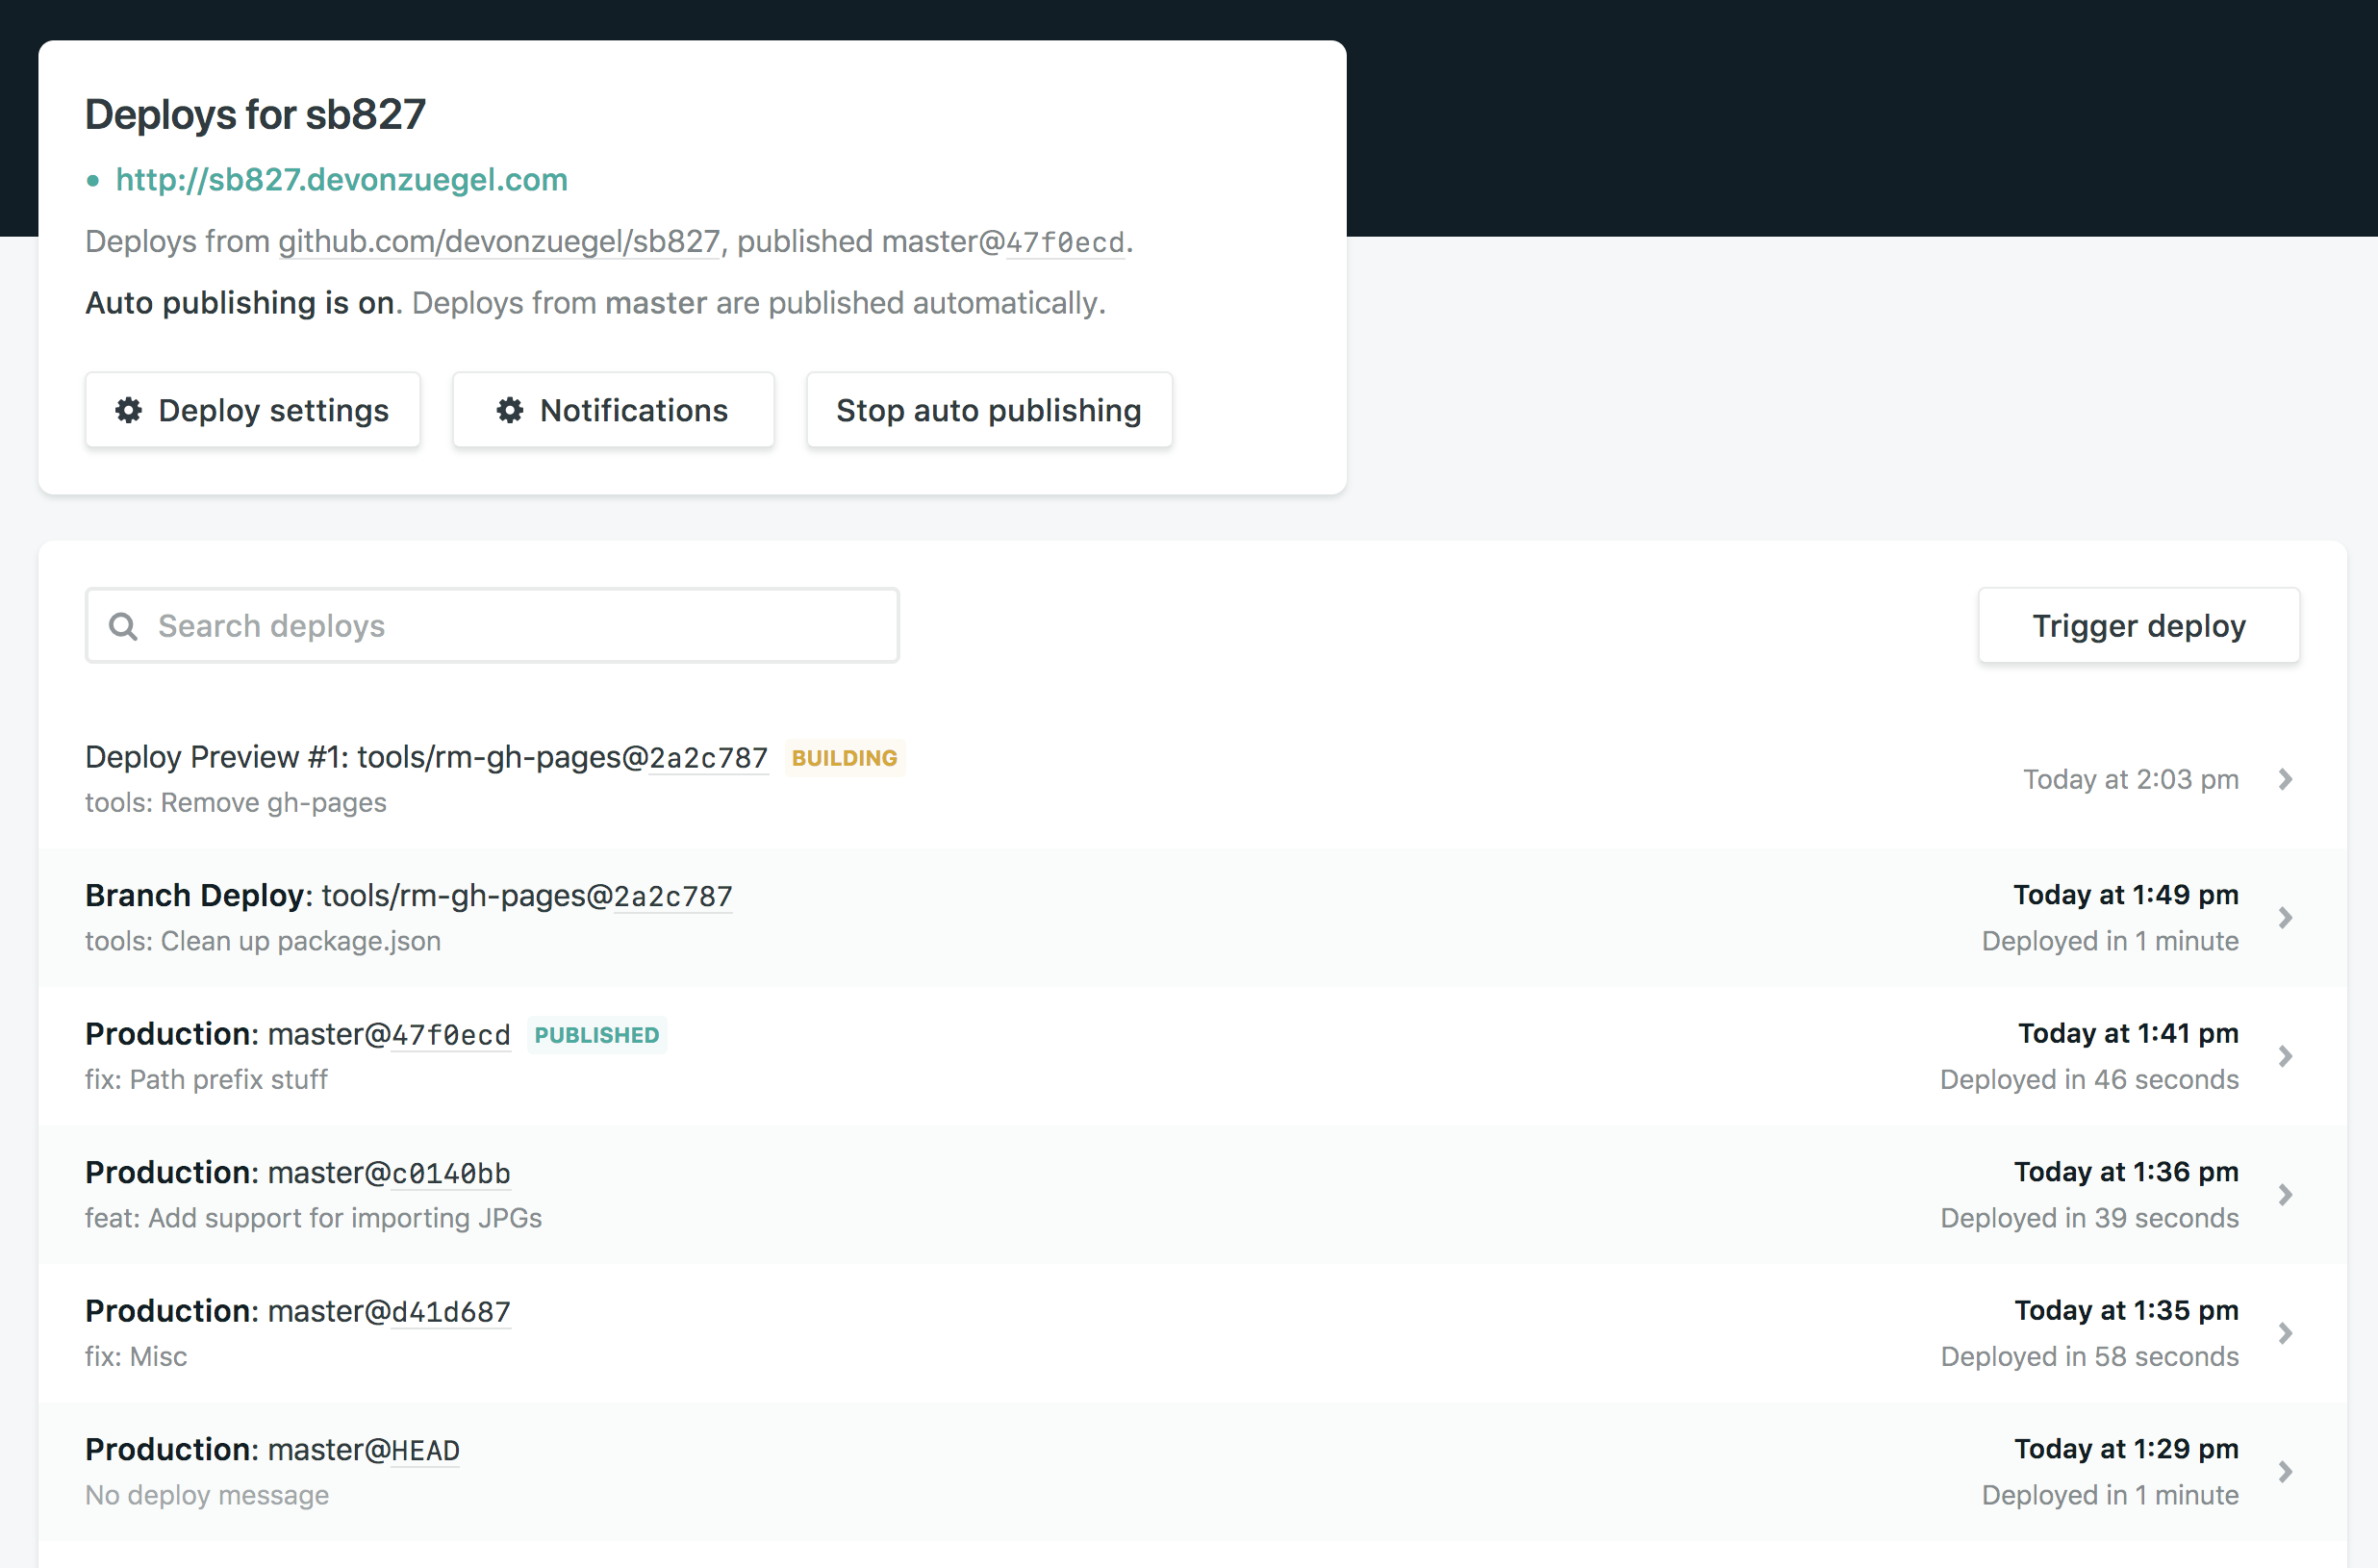 Deploys for sb827
http://sb827.devonzuegel.com
Deploys from github.com/devonzuegel/sb827, published master@47f0ecd.
Auto publishing is on. Deploys from master are published automatically.
Deploy settings
Notifications
Stop auto publishing
Search deploys
Trigger deploy
Deploy Preview #1: tools/rm-gh-pages@2a2c787 BUILDING
tools: Remove gh-pages
Today at 2:03 pm
Branch Deploy: tools/rm-gh-pages@2a2c787
tools: Clean up package.json
Today at 1:49 pm
Deployed in 1 minute
Production: master@47f0ecd PUBLISHED
fix: Path prefix stuff
Today at 1:41 pm
Deployed in 46 seconds
Production: master@c0140bb
feat: Add support for importing JPGs
Today at 1:36 pm
Deployed in 39 seconds
Production: master@d41d687
fix: Misc
Today at 1:35 pm
Deployed in 58 seconds
Production: master@HEAD
No deploy message
Today at 1:29 pm
Deployed in 1 minute